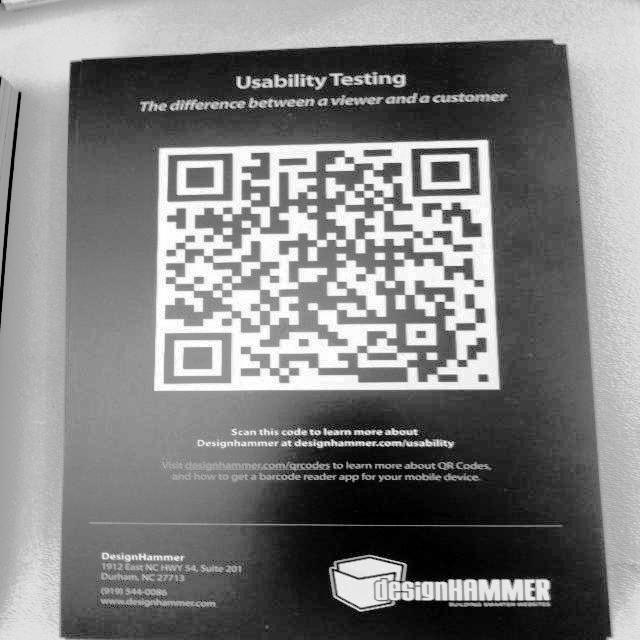 Usability Testing
The difference between a viewer and a customer
Scan this code to learn more about
Designhammer at designhammer.com/usability
Visit designhammer.com/qrcodes to learn more about QR Codes,
and how to get a barcode reader app for your mobile device.
DesignHammer
1912 East NC HWY 54, Suite 201
Durham, NC 27713
(919) 544-0086
www.designhammer.com
designHAMMER
BUILDING SMARTER WEBSITES